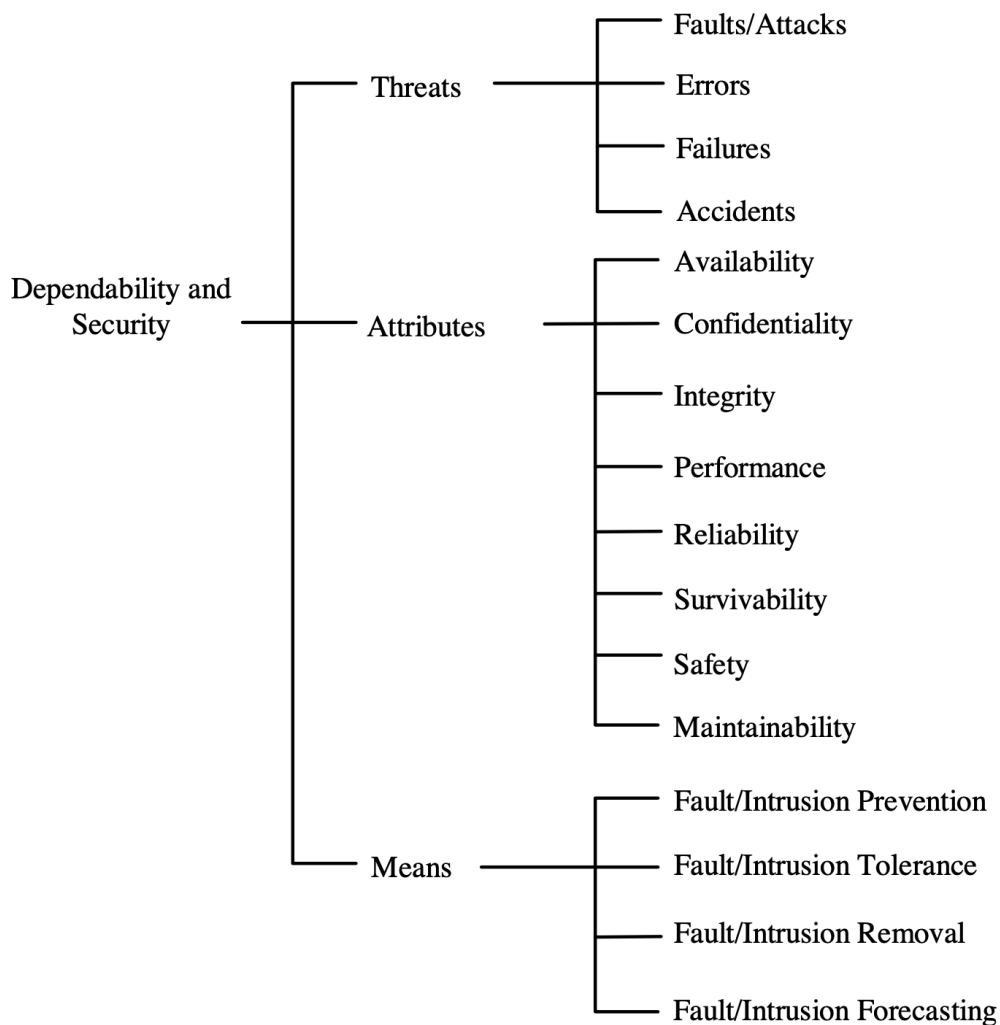 Faults/Attacks
Threats
Errors
Failures
Accidents
Dependability and
Security
Attributes
Availability
Confidentiality
Integrity
Performance
Reliability
Survivability
Safety
Maintainability
Means
Fault/Intrusion Prevention
Fault/Intrusion Tolerance
Fault/Intrusion Removal
Fault/Intrusion Forecasting